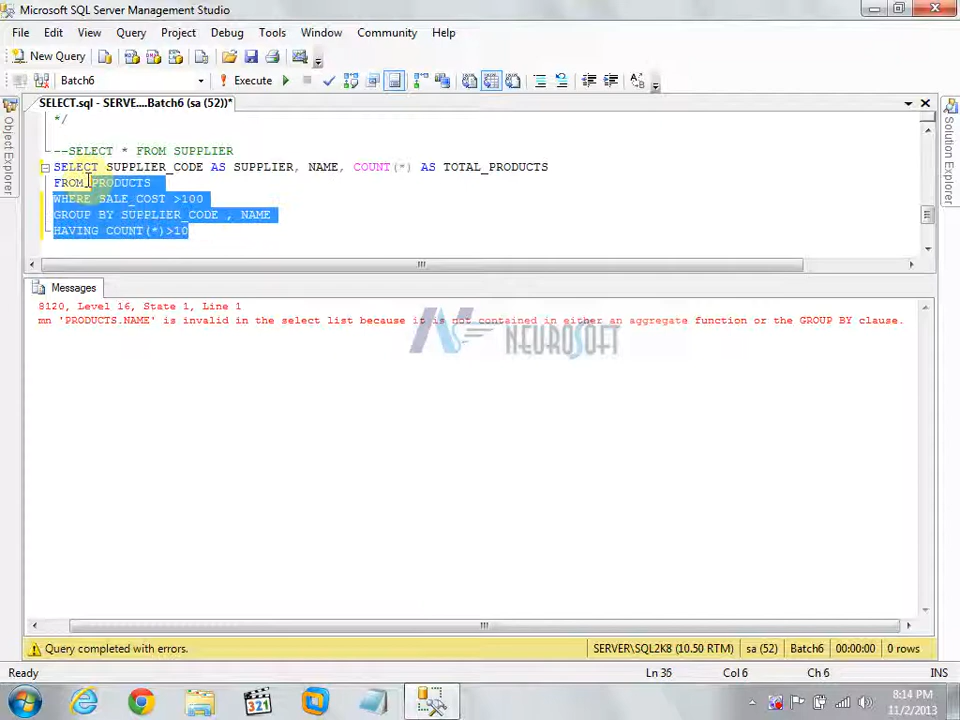 Microsoft SQL Server Management Studio
File Edit View Query Project Debug Tools Window Community Help
New Query
Batch6 Execute
SELECT.sql - SERVE....Batch6 (sa (52))*
*/
--SELECT * FROM SUPPLIER
SELECT SUPPLIER_CODE AS SUPPLIER, NAME, COUNT(*) AS TOTAL_PRODUCTS
FROM PRODUCTS
WHERE SALE_COST >100
GROUP BY SUPPLIER_CODE , NAME
HAVING COUNT(*)>10
Object Explorer
Solution Explorer
Messages
8120, Level 16, State 1, Line 1
mn 'PRODUCTS.NAME' is invalid in the select list because it is not contained in either an aggregate function or the GROUP BY clause.
NEUROSOFT
Query completed with errors. SERVER\SQL2K8 (10.50 RTM) sa (52) Batch6 00:00:00 0 rows
Ready Ln 35 Col 6 Ch 6 INS
321
8:14 PM
11/2/2013